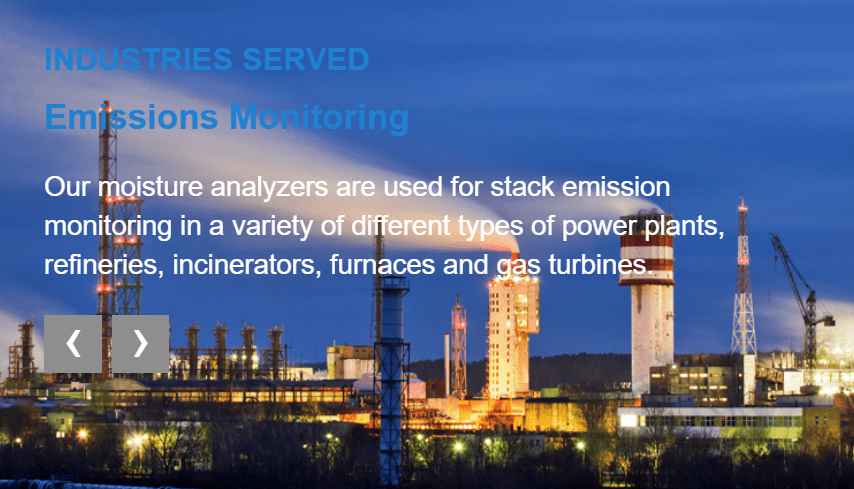 INDUSTRIES SERVED
Emissions Monitoring
Our moisture analyzers are used for stack emission
monitoring in a variety of different types of power plants,
refineries, incinerators, furnaces and gas turbines.